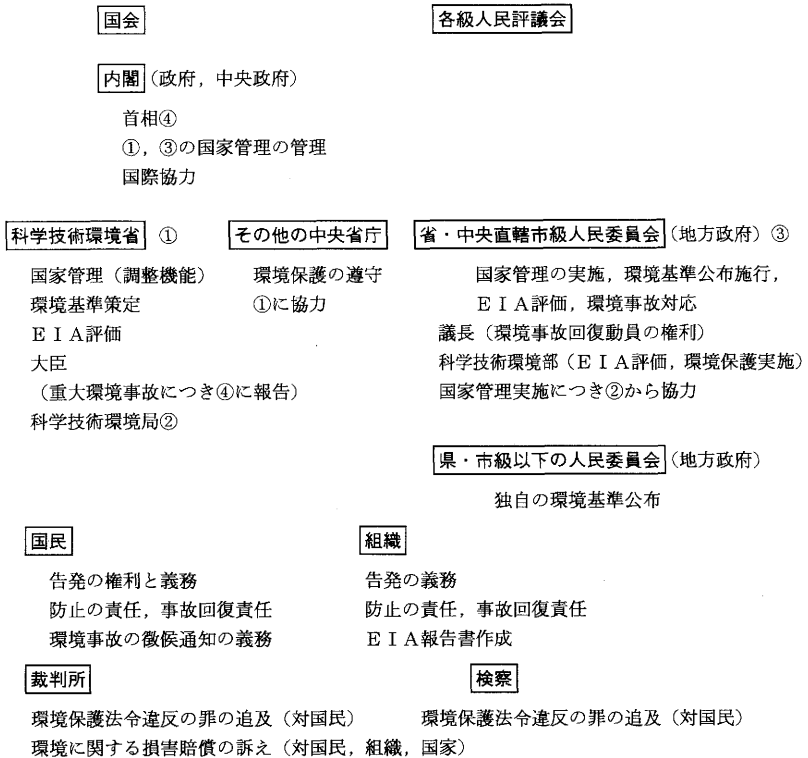 国会 各級人民評議会
内閣（政府，中央政府）
首相④
①，③の国家管理の管理
国際協力
科学技術環境省 ① その他の中央省庁 省・中央直轄市級人民委員会（地方政府）③
国家管理（調整機能） 環境保護の遵守 国家管理の実施，環境基準公布施行，
環境基準策定 ①に協力 ＥＩＡ評価，環境事故対応
ＥＩＡ評価 議長（環境事故回復動員の権利）
大臣 科学技術環境部（ＥＩＡ評価，環境保護実施）
（重大環境事故につき④に報告） 国家管理実施につき②から協力
科学技術環境局②
県・市級以下の人民委員会（地方政府）
独自の環境基準公布
国民 組織
告発の権利と義務 告発の義務
防止の責任，事故回復責任 防止の責任，事故回復責任
環境事故の徴候通知の義務 ＥＩＡ報告書作成
裁判所 検察
環境保護法令違反の罪の追及（対国民） 環境保護法令違反の罪の追及（対国民）
環境に関する損害賠償の訴え（対国民，組織，国家）